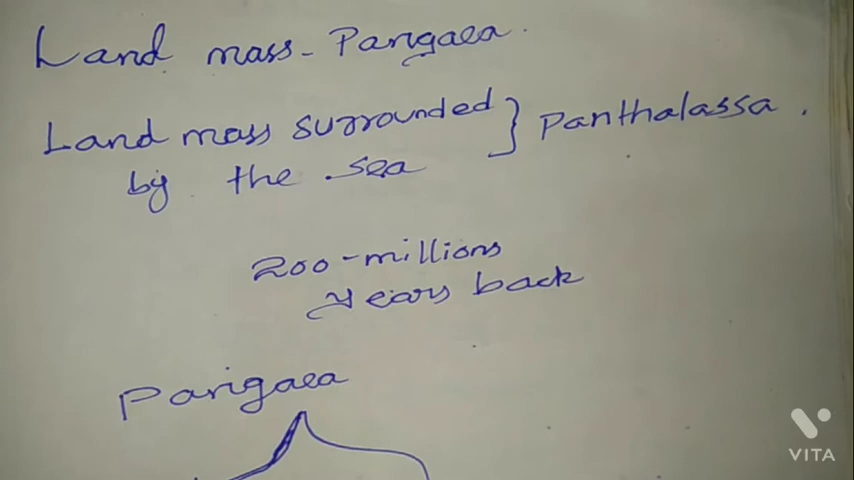 Land mass - Pangaea.
Land mass surrounded } Panthalassa.
by the sea
200-millions
years back
Pangaea
VITA